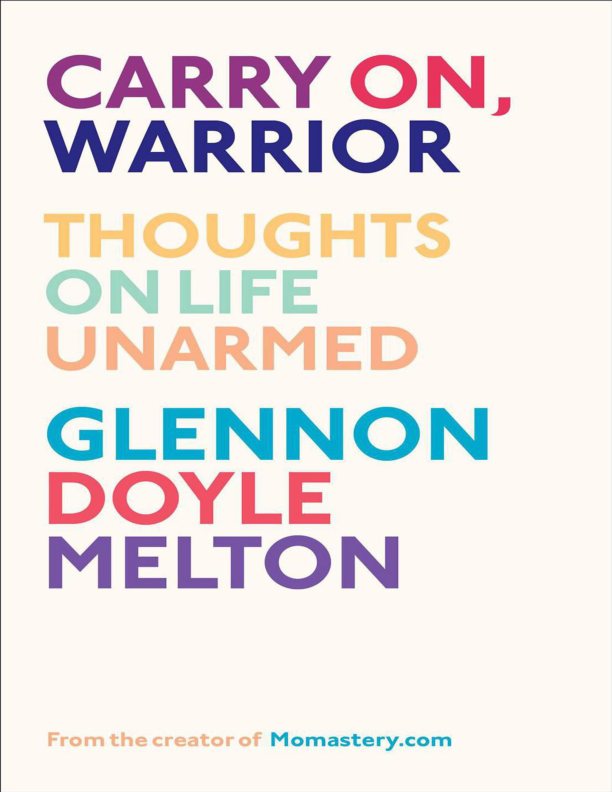 CARRY ON,
WARRIOR
THOUGHTS
ON LIFE
UNARMED
GLENNON
DOYLE
MELTON
From the creator of Momastery.com